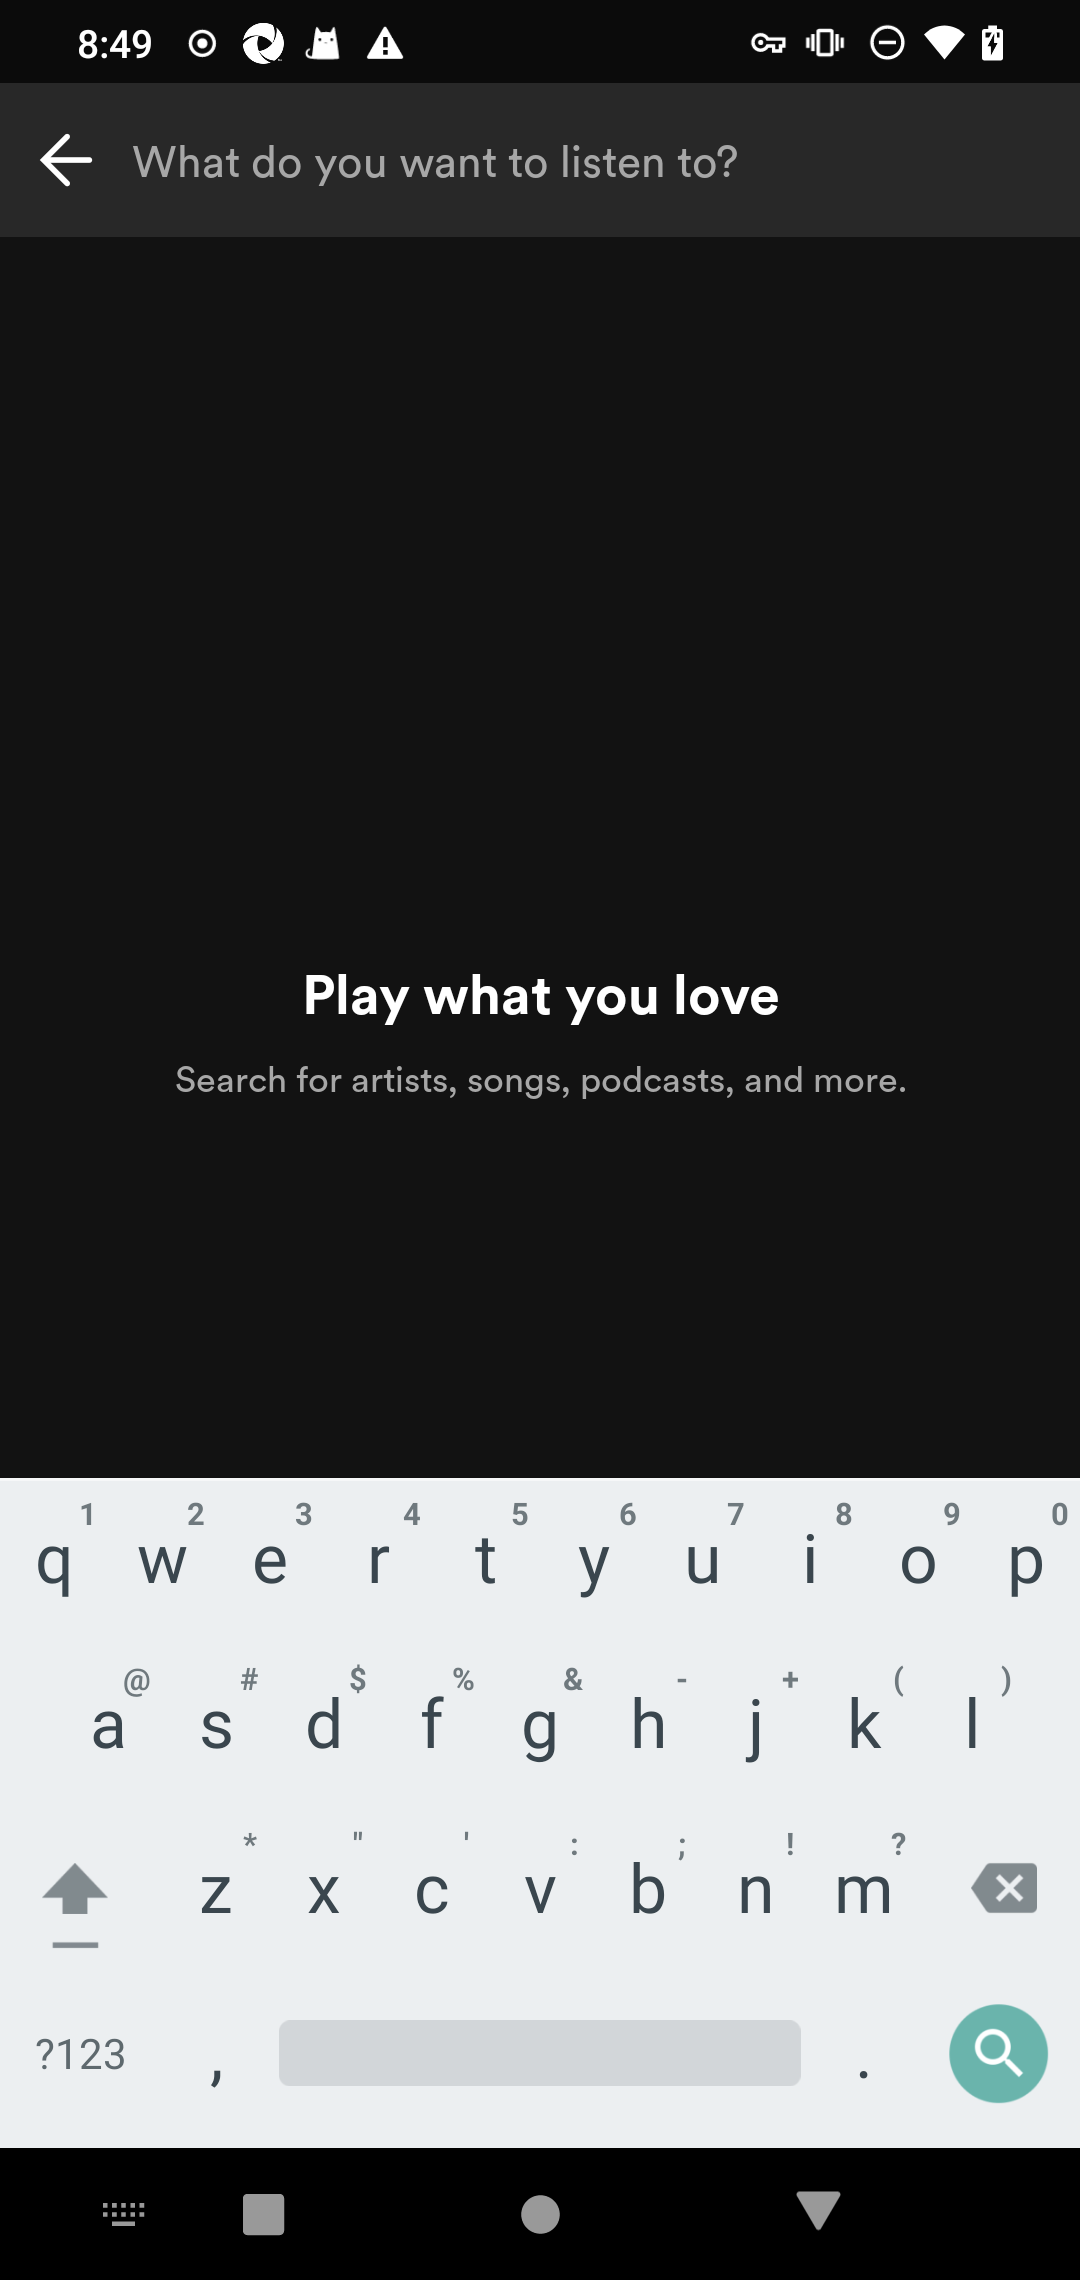 8:49
What do you want to listen to?
Play what you love
Search for artists, songs, podcasts, and more.
1 2 3 4 5 6 7 8 9 0
q w e r t y u i o p
@ # $ % & - + ( )
a s d f g h j k l
* " ' : ; ! ?
z x c v b n m
?123 , .